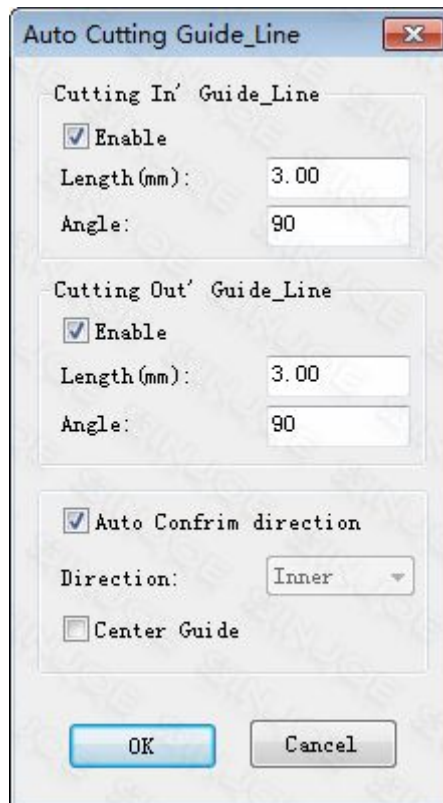 Auto Cutting Guide_Line
Cutting In' Guide_Line
Enable
Length(mm): 3.00
Angle: 90
Cutting Out' Guide_Line
Enable
Length(mm): 3.00
Angle: 90
Auto Confrim direction
Direction: Inner
Center Guide
OK Cancel